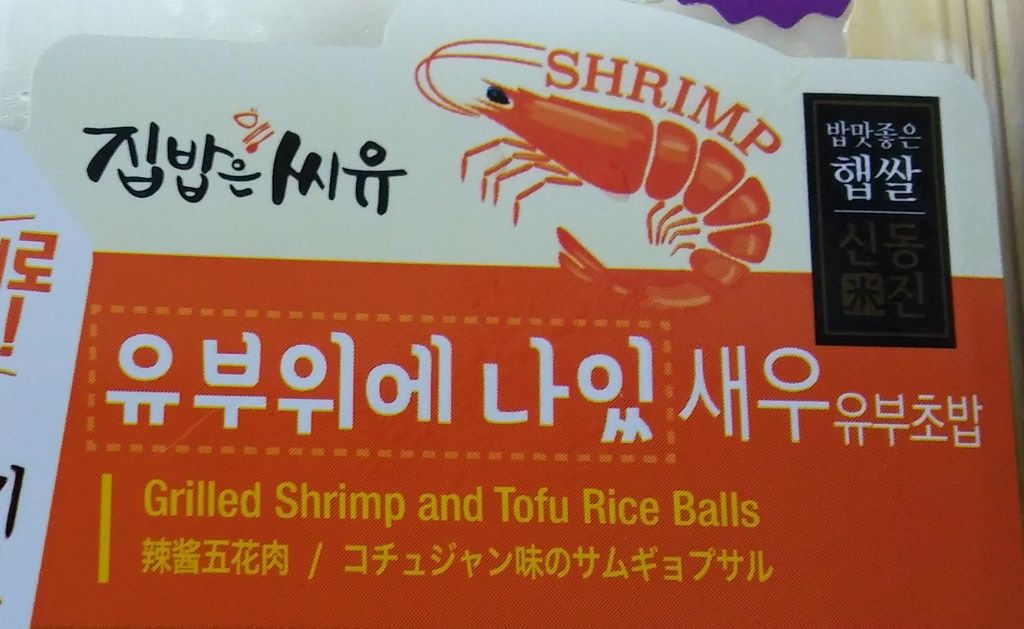 SHRIMP
집밥은 씨유
밥맛좋은
햅쌀
신동
米진
유부위에 나있새우 유부초밥
Grilled Shrimp and Tofu Rice Balls
辣酱五花肉 / コチュジャン味のサムギョプサル
로
!